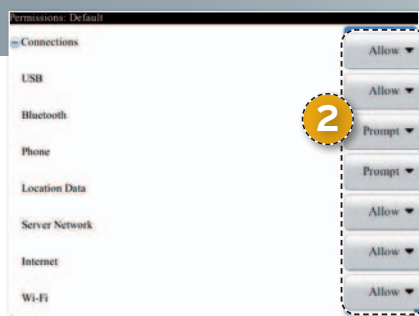 Permissions: Default
Connections
Allow
USB
Allow
Bluetooth
2
Prompt
Phone
Prompt
Location Data
Allow
Server Network
Allow
Internet
Allow
Wi-Fi